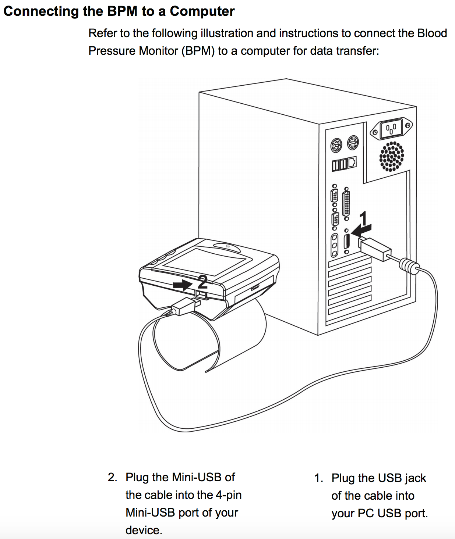 Connecting the BPM to a Computer
Refer to the following illustration and instructions to connect the Blood
Pressure Monitor (BPM) to a computer for data transfer:
1
2
2. Plug the Mini-USB of
the cable into the 4-pin
Mini-USB port of your
device.
1. Plug the USB jack
of the cable into
your PC USB port.